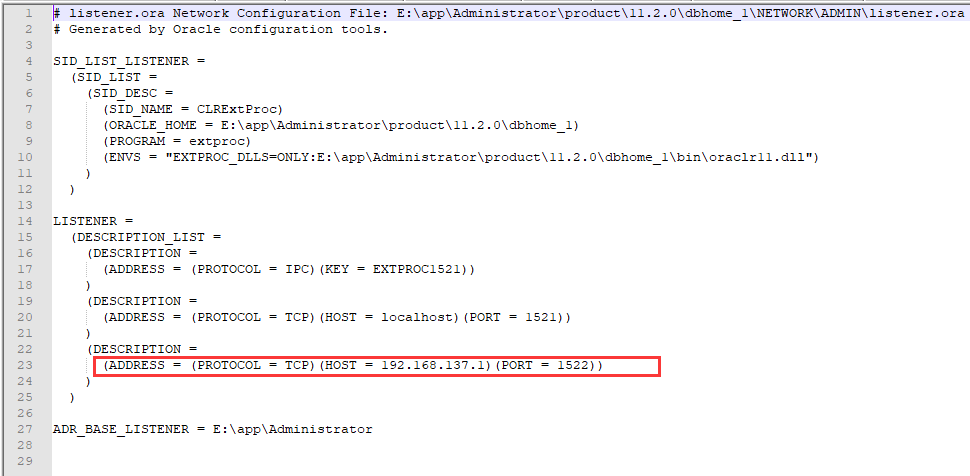 1 # listener.ora Network Configuration File: E:\app\Administrator\product\11.2.0\dbhome_1\NETWORK\ADMIN\listener.ora
2 # Generated by Oracle configuration tools.
3
4 SID_LIST_LISTENER =
5   (SID_LIST =
6     (SID_DESC =
7       (SID_NAME = CLRExtProc)
8       (ORACLE_HOME = E:\app\Administrator\product\11.2.0\dbhome_1)
9       (PROGRAM = extproc)
10       (ENVS = "EXTPROC_DLLS=ONLY:E:\app\Administrator\product\11.2.0\dbhome_1\bin\oraclr11.dll")
11     )
12   )
13
14 LISTENER =
15   (DESCRIPTION_LIST =
16     (DESCRIPTION =
17       (ADDRESS = (PROTOCOL = IPC)(KEY = EXTPROC1521))
18     )
19     (DESCRIPTION =
20       (ADDRESS = (PROTOCOL = TCP)(HOST = localhost)(PORT = 1521))
21     )
22     (DESCRIPTION =
23       (ADDRESS = (PROTOCOL = TCP)(HOST = 192.168.137.1)(PORT = 1522))
24     )
25   )
26
27 ADR_BASE_LISTENER = E:\app\Administrator
28
29